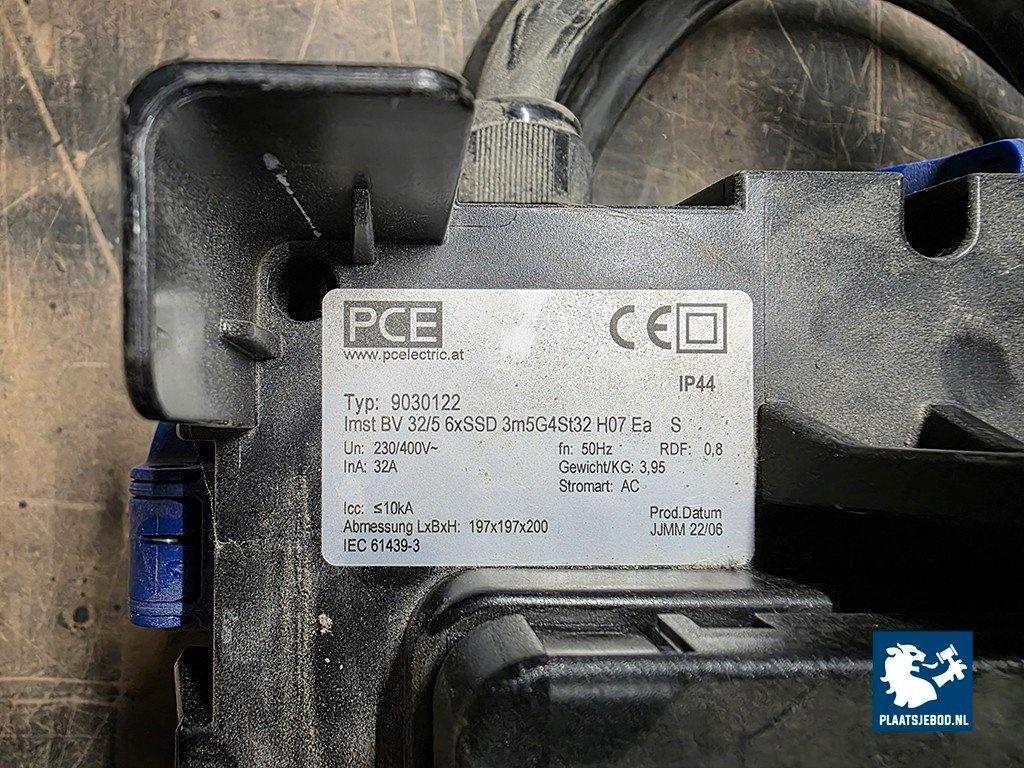 PCE
www.pcelectric.at
CE
IP44
Typ: 9030122
Imst BV 32/5 6xSSD 3m5G4St32 H07 Ea S
Un: 230/400V~ fn: 50Hz RDF: 0,8
InA: 32A Gewicht/KG: 3,95
Stromart: AC
Icc: ≤10kA Prod.Datum
Abmessung LxBxH: 197x197x200 JJMM 22/06
IEC 61439-3
PLAATSJEBOD.NL